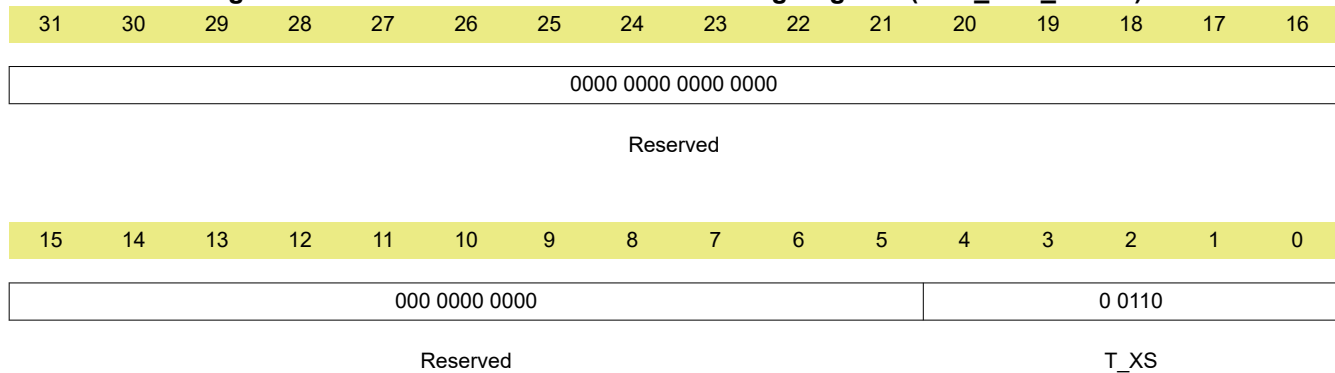 31 30 29 28 27 26 25 24 23 22 21 20 19 18 17 16
0000 0000 0000 0000
Reserved
15 14 13 12 11 10 9 8 7 6 5 4 3 2 1 0
000 0000 0000 0 0110
Reserved T_XS